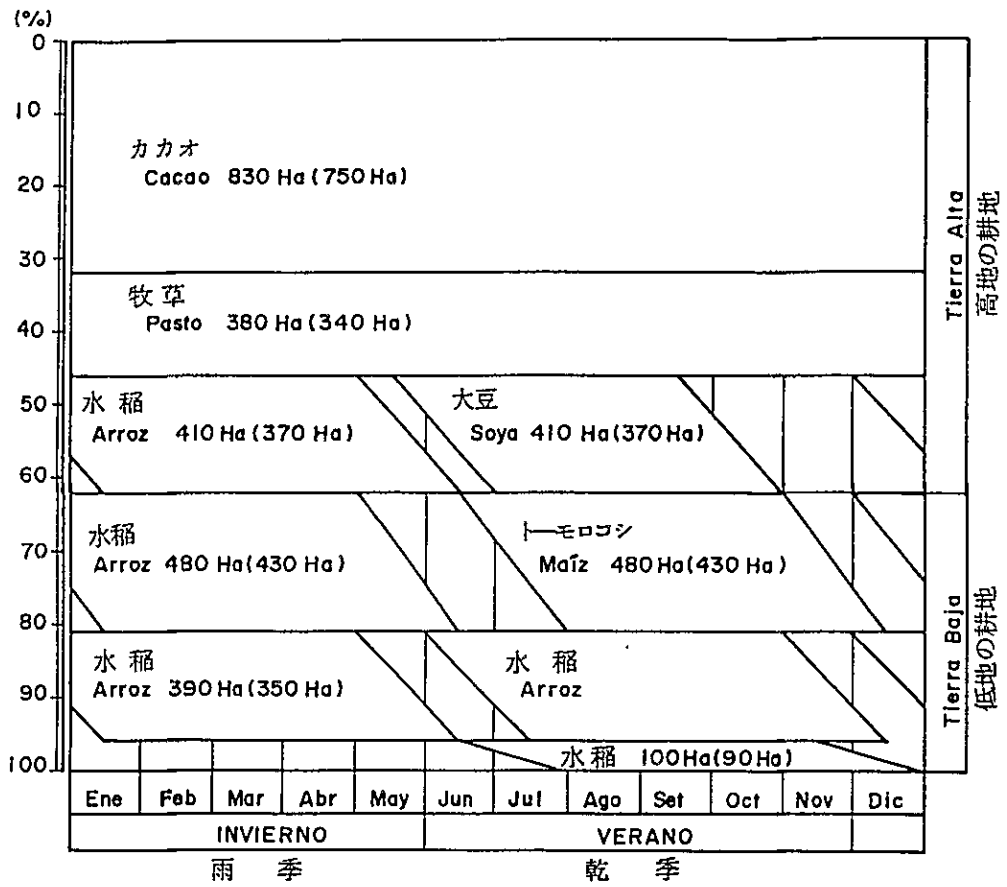 (%)
0
10
カカオ
Cacao 830 Ha (750 Ha)
20
30
牧草
Pasto 380 Ha (340 Ha)
40
水稲
Arroz 410 Ha (370 Ha)
大豆
Soya 410 Ha (370 Ha)
50
60
水稲
Arroz 480 Ha (430 Ha)
トーモロコシ
Maíz 480 Ha (430 Ha)
70
80
水稲
Arroz 390 Ha (350 Ha)
水稲
Arroz
90
水稲 100 Ha (90 Ha)
100
Tierra Alta
高地の耕地
Tierra Baja
低地の耕地
Ene Feb Mar Abr May Jun Jul Ago Set Oct Nov Dic
INVIERNO VERANO
雨季 乾季